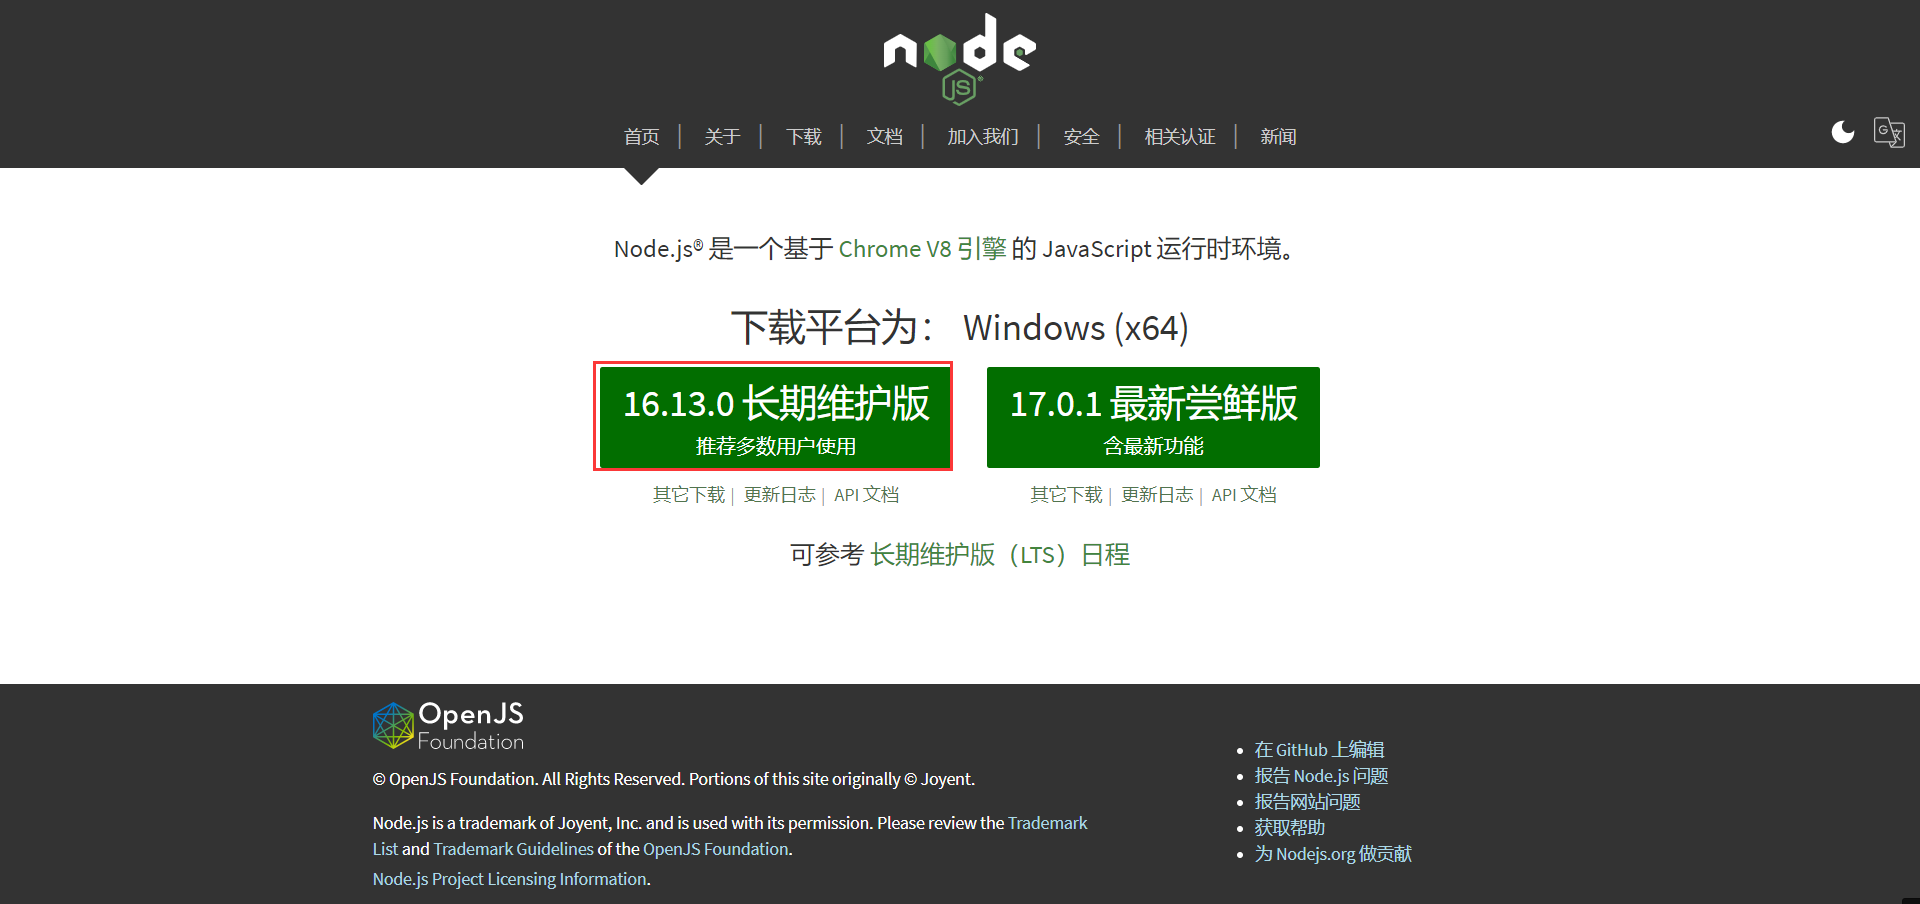 node
JS
首页 | 关于 | 下载 | 文档 | 加入我们 | 安全 | 相关认证 | 新闻
Node.js® 是一个基于 Chrome V8 引擎 的 JavaScript 运行时环境。
下载平台为： Windows (x64)
16.13.0 长期维护版
推荐多数用户使用
17.0.1 最新尝鲜版
含最新功能
其它下载 | 更新日志 | API 文档
其它下载 | 更新日志 | API 文档
可参考 长期维护版（LTS）日程
OpenJS
Foundation
© OpenJS Foundation. All Rights Reserved. Portions of this site originally © Joyent.
Node.js is a trademark of Joyent, Inc. and is used with its permission. Please review the Trademark
List and Trademark Guidelines of the OpenJS Foundation.
Node.js Project Licensing Information.
在 GitHub 上编辑
报告 Node.js 问题
报告网站问题
获取帮助
为 Nodejs.org 做贡献